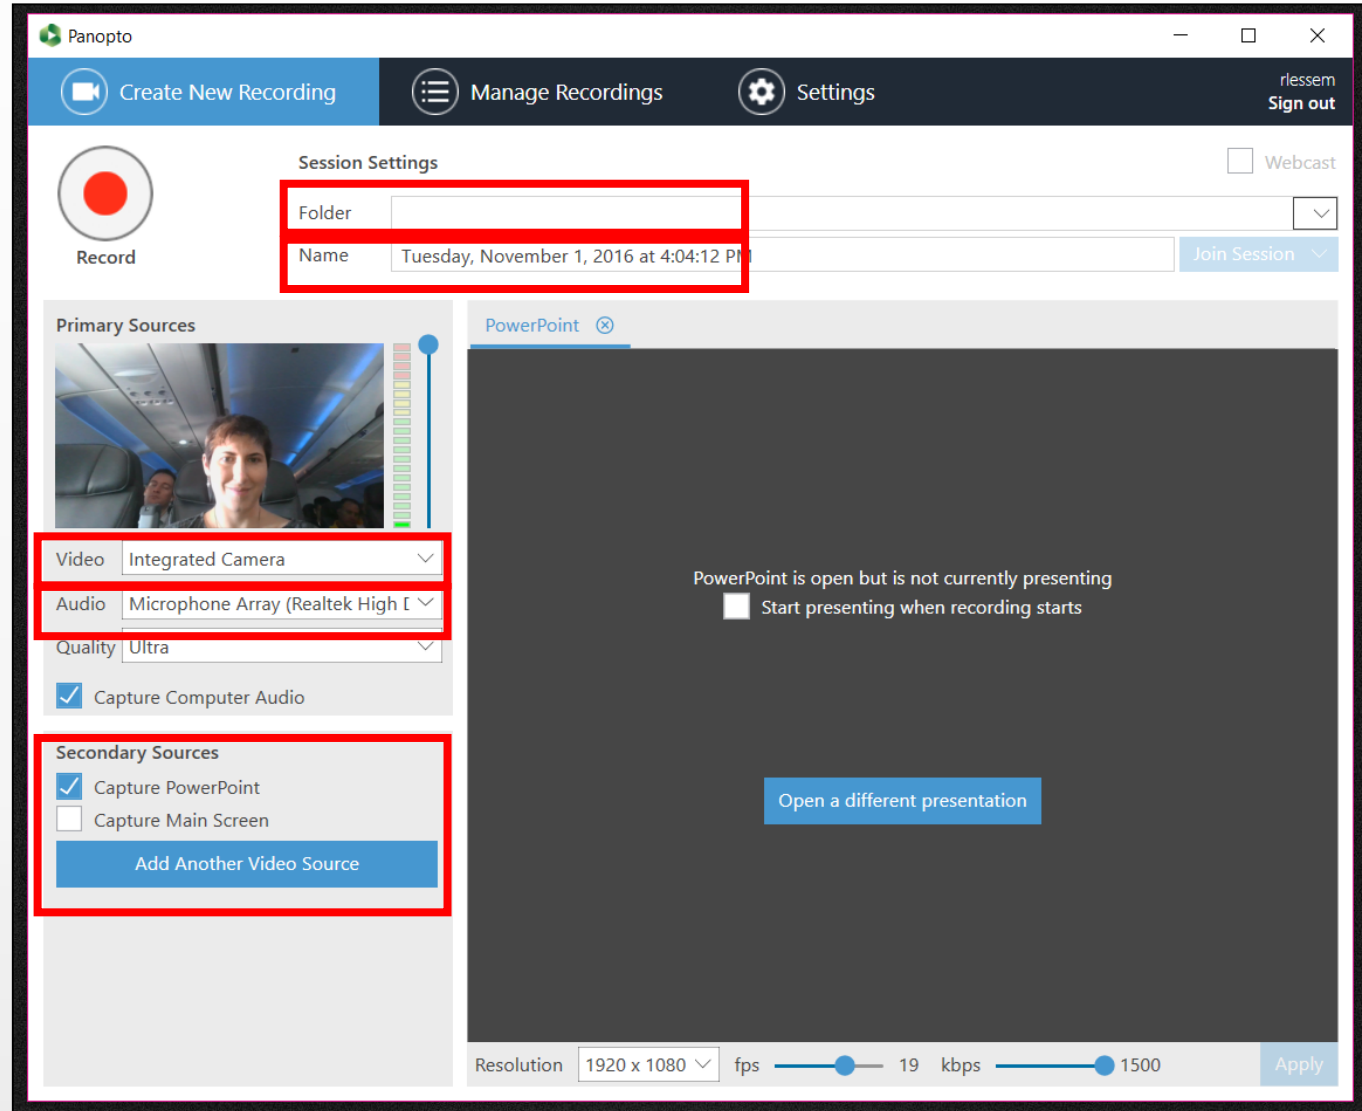 Panopto
Create New Recording
Manage Recordings
Settings
rlessem
Sign out
Record
Session Settings
Webcast
Folder
Name
Tuesday, November 1, 2016 at 4:04:12 PM
Join Session
Primary Sources
Video
Integrated Camera
Audio
Microphone Array (Realtek High D
Quality
Ultra
Capture Computer Audio
Secondary Sources
Capture PowerPoint
Capture Main Screen
Add Another Video Source
PowerPoint
PowerPoint is open but is not currently presenting
Start presenting when recording starts
Open a different presentation
Resolution 1920 x 1080 fps 19 kbps 1500 Apply